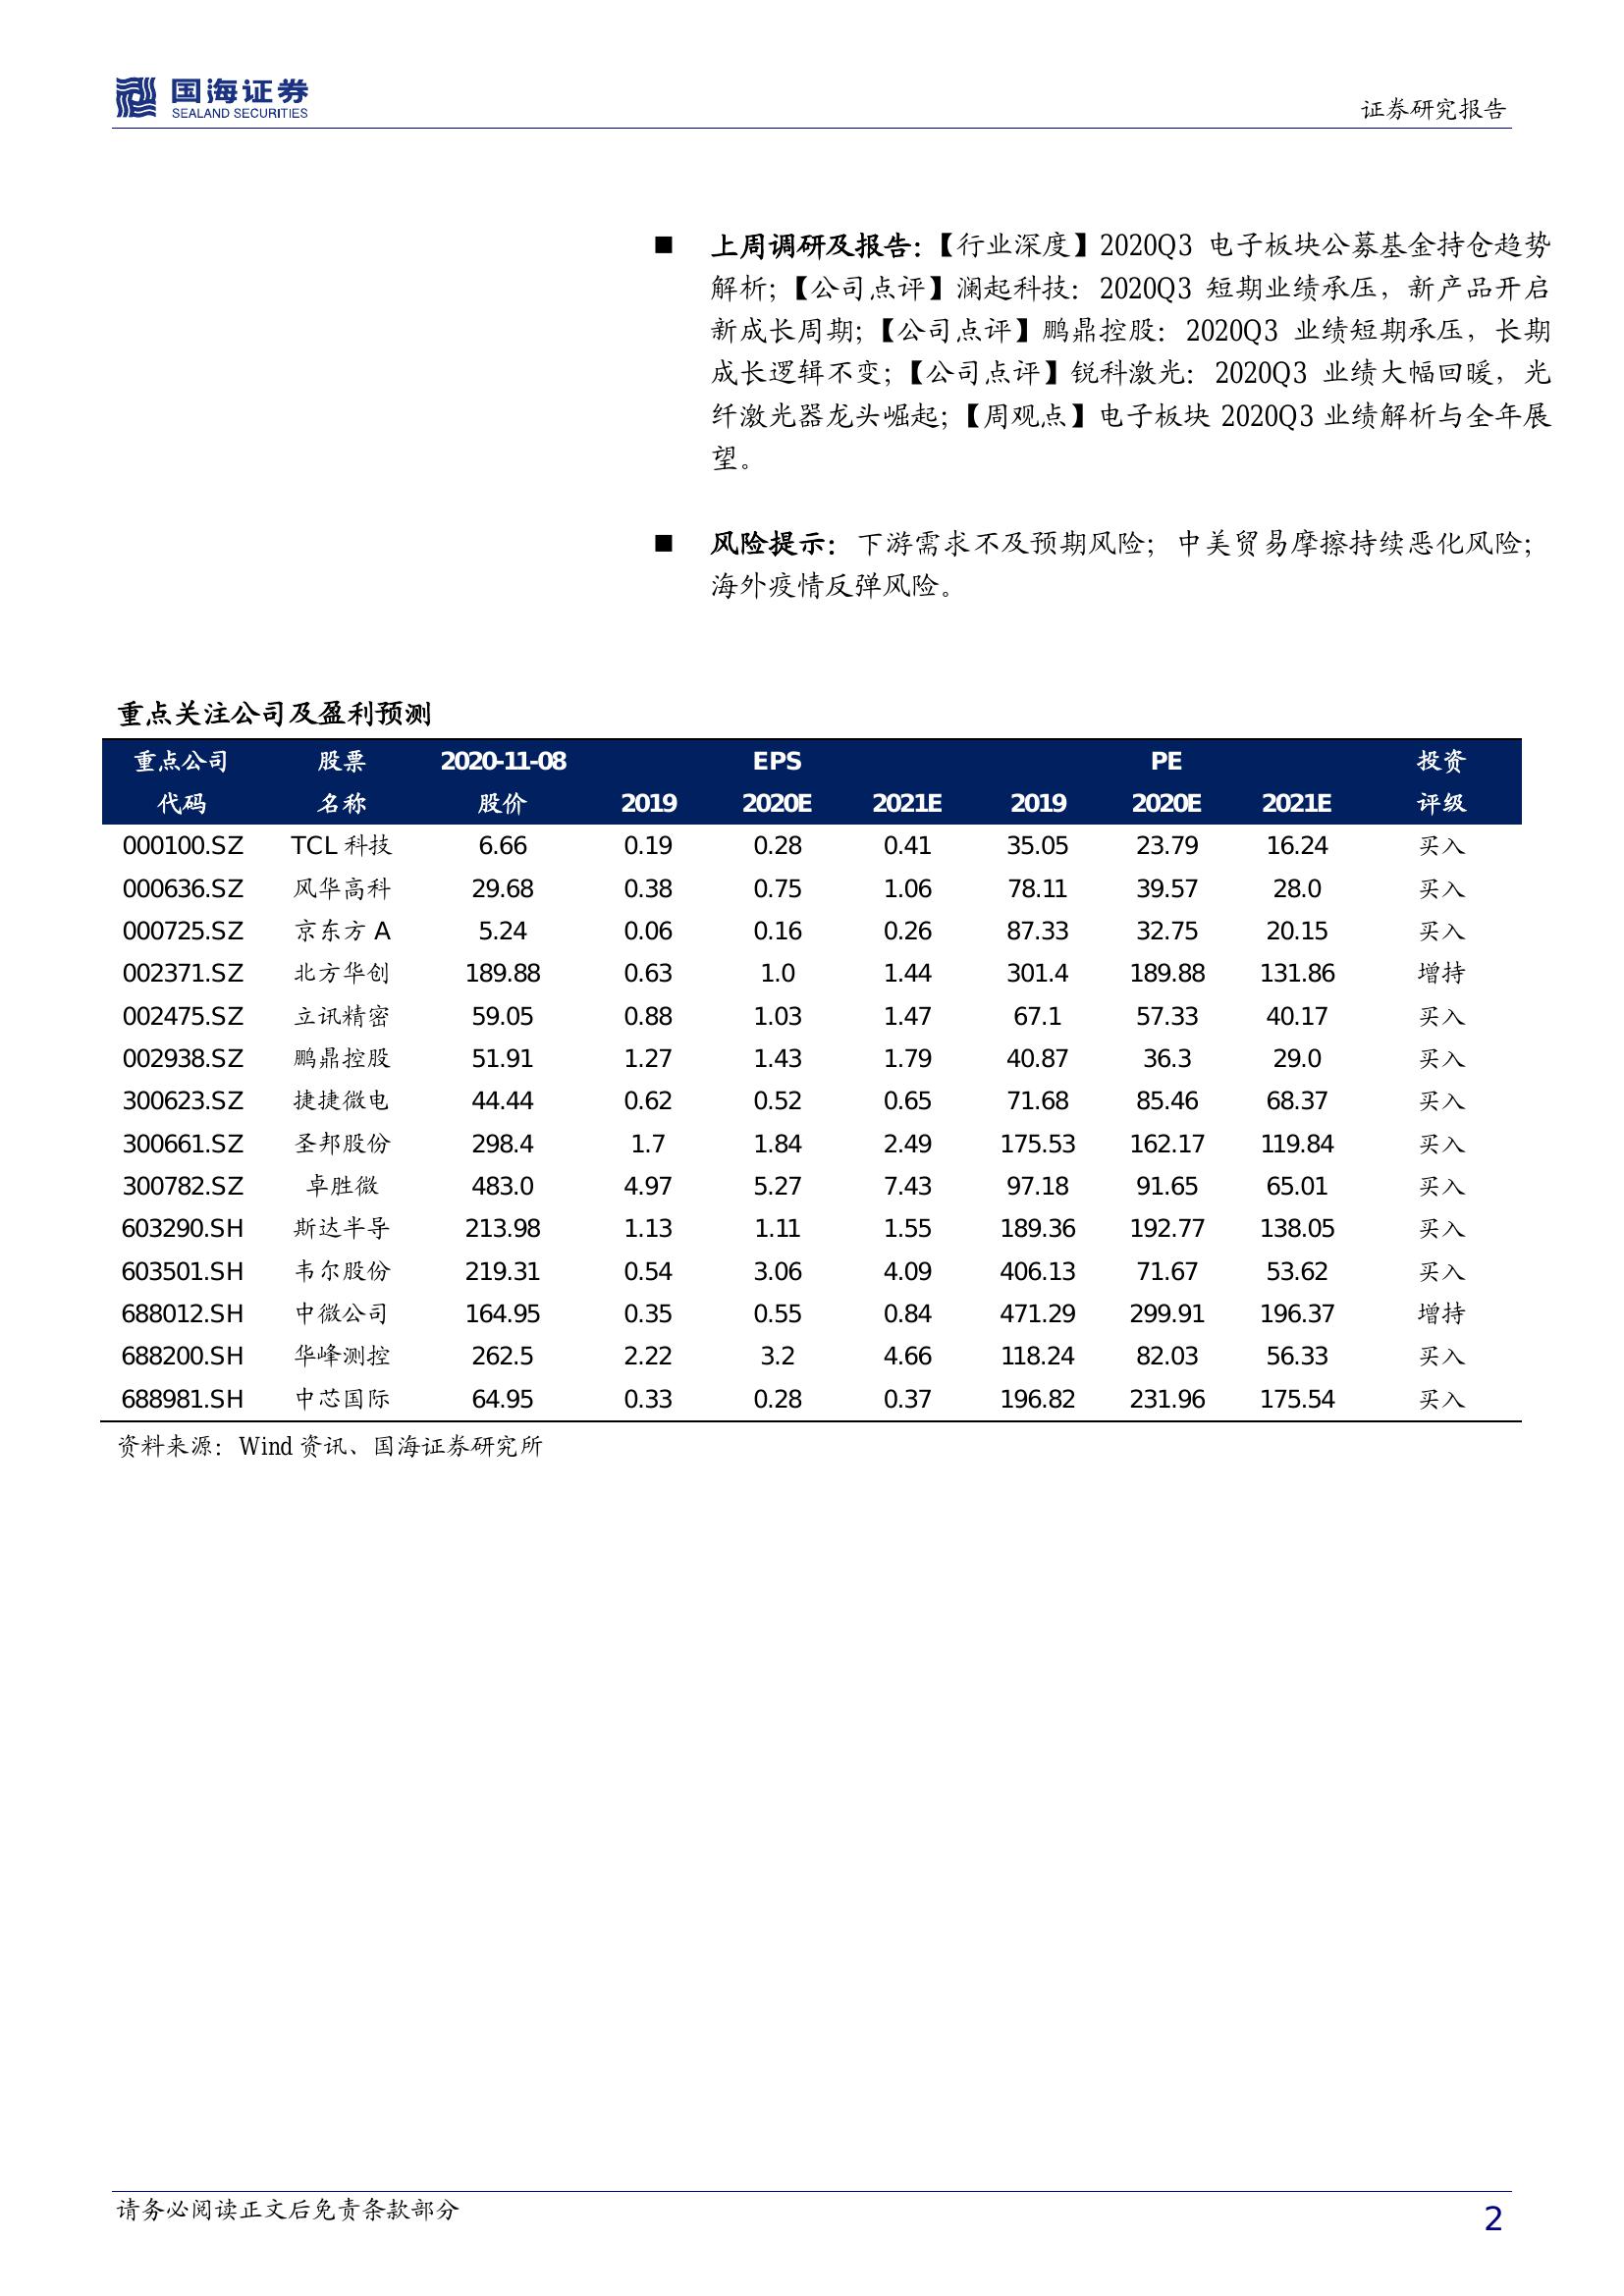 国海证券
SEALAND SECURITIES
证券研究报告
■ 上周调研及报告：【行业深度】2020Q3 电子板块公募基金持仓趋势
解析；【公司点评】澜起科技：2020Q3 短期业绩承压，新产品开启
新成长周期；【公司点评】鹏鼎控股：2020Q3 业绩短期承压，长期
成长逻辑不变；【公司点评】锐科激光：2020Q3 业绩大幅回暖，光
纤激光器龙头崛起；【周观点】电子板块 2020Q3 业绩解析与全年展
望。
■ 风险提示：下游需求不及预期风险；中美贸易摩擦持续恶化风险；
海外疫情反弹风险。
重点关注公司及盈利预测
重点公司 股票 2020-11-08 EPS PE 投资
代码 名称 股价 2019 2020E 2021E 2019 2020E 2021E 评级
000100.SZ TCL 科技 6.66 0.19 0.28 0.41 35.05 23.79 16.24 买入
000636.SZ 风华高科 29.68 0.38 0.75 1.06 78.11 39.57 28.0 买入
000725.SZ 京东方 A 5.24 0.06 0.16 0.26 87.33 32.75 20.15 买入
002371.SZ 北方华创 189.88 0.63 1.0 1.44 301.4 189.88 131.86 增持
002475.SZ 立讯精密 59.05 0.88 1.03 1.47 67.1 57.33 40.17 买入
002938.SZ 鹏鼎控股 51.91 1.27 1.43 1.79 40.87 36.3 29.0 买入
300623.SZ 捷捷微电 44.44 0.62 0.52 0.65 71.68 85.46 68.37 买入
300661.SZ 圣邦股份 298.4 1.7 1.84 2.49 175.53 162.17 119.84 买入
300782.SZ 卓胜微 483.0 4.97 5.27 7.43 97.18 91.65 65.01 买入
603290.SH 斯达半导 213.98 1.13 1.11 1.55 189.36 192.77 138.05 买入
603501.SH 韦尔股份 219.31 0.54 3.06 4.09 406.13 71.67 53.62 买入
688012.SH 中微公司 164.95 0.35 0.55 0.84 471.29 299.91 196.37 增持
688200.SH 华峰测控 262.5 2.22 3.2 4.66 118.24 82.03 56.33 买入
688981.SH 中芯国际 64.95 0.33 0.28 0.37 196.82 231.96 175.54 买入
资料来源：Wind 资讯、国海证券研究所
请务必阅读正文后免责条款部分
2